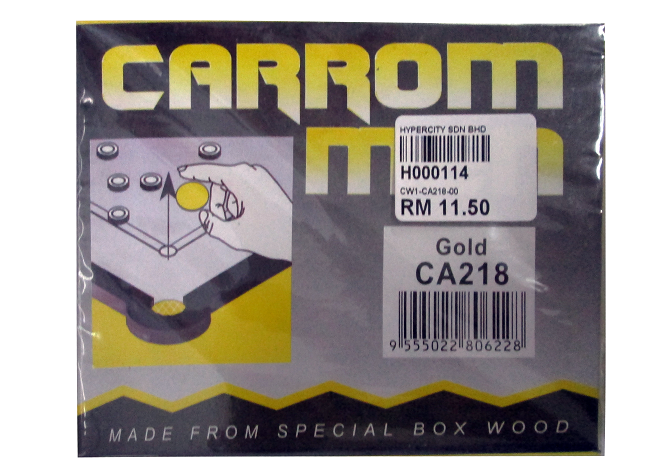 CARROM
HYPERCITY SDN BHD
H000114
CW1-CA218-00
RM 11.50
Gold
CA218
9 555022 806228
MADE FROM SPECIAL BOX WOOD